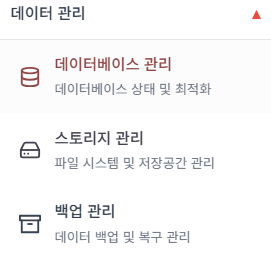 데이터 관리
데이터베이스 관리
데이터베이스 상태 및 최적화
스토리지 관리
파일 시스템 및 저장공간 관리
백업 관리
데이터 백업 및 복구 관리